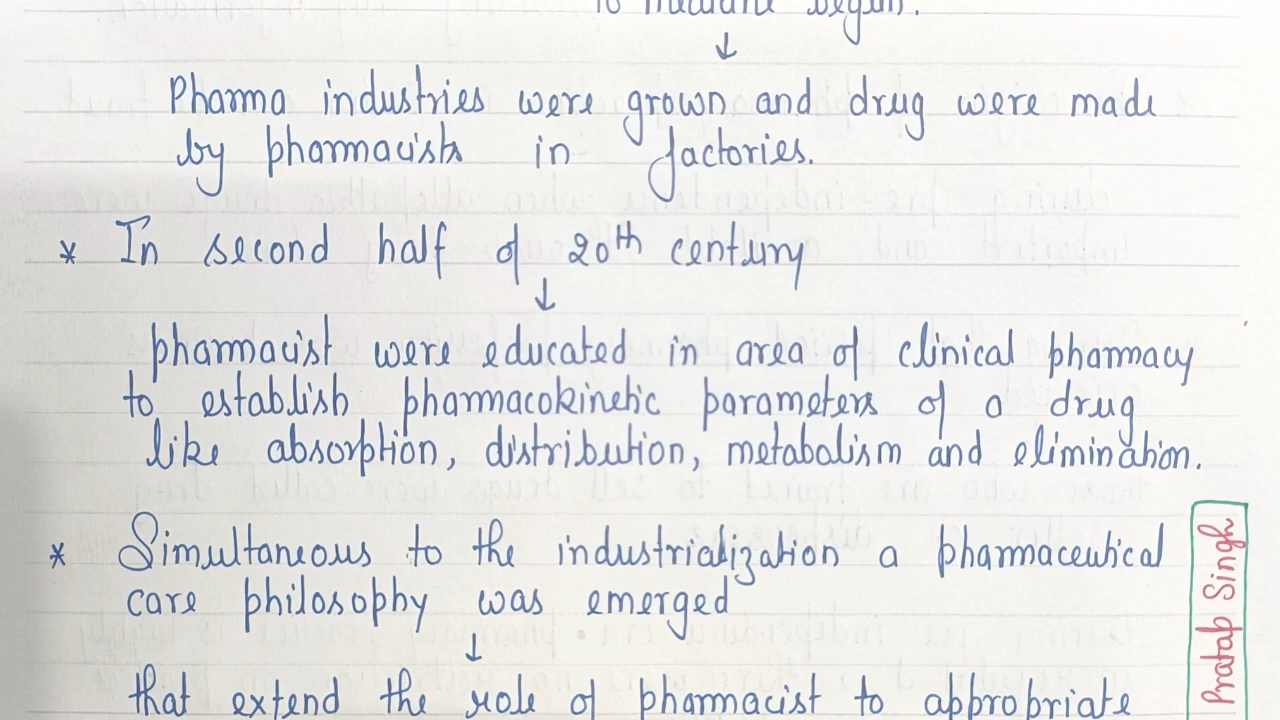 to begun.
↓
Pharma industries were grown and drug were made
by pharmacists in factories.
* In second half of 20th century
↓
pharmacist were educated in area of clinical pharmacy
to establish pharmacokinetic parameters of a drug
like absorption, distribution, metabolism and elimination.
* Simultaneous to the industrialization a pharmaceutical
care philosophy was emerged
↓
that extend the role of pharmacist to appropriate
Pratap Singh